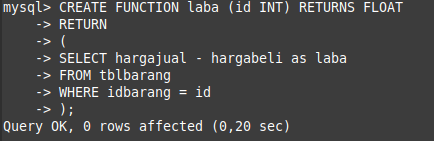 mysql> CREATE FUNCTION laba (id INT) RETURNS FLOAT
    -> RETURN
    -> (
    -> SELECT hargajual - hargabeli as laba
    -> FROM tblbarang
    -> WHERE idbarang = id
    -> );
Query OK, 0 rows affected (0,20 sec)